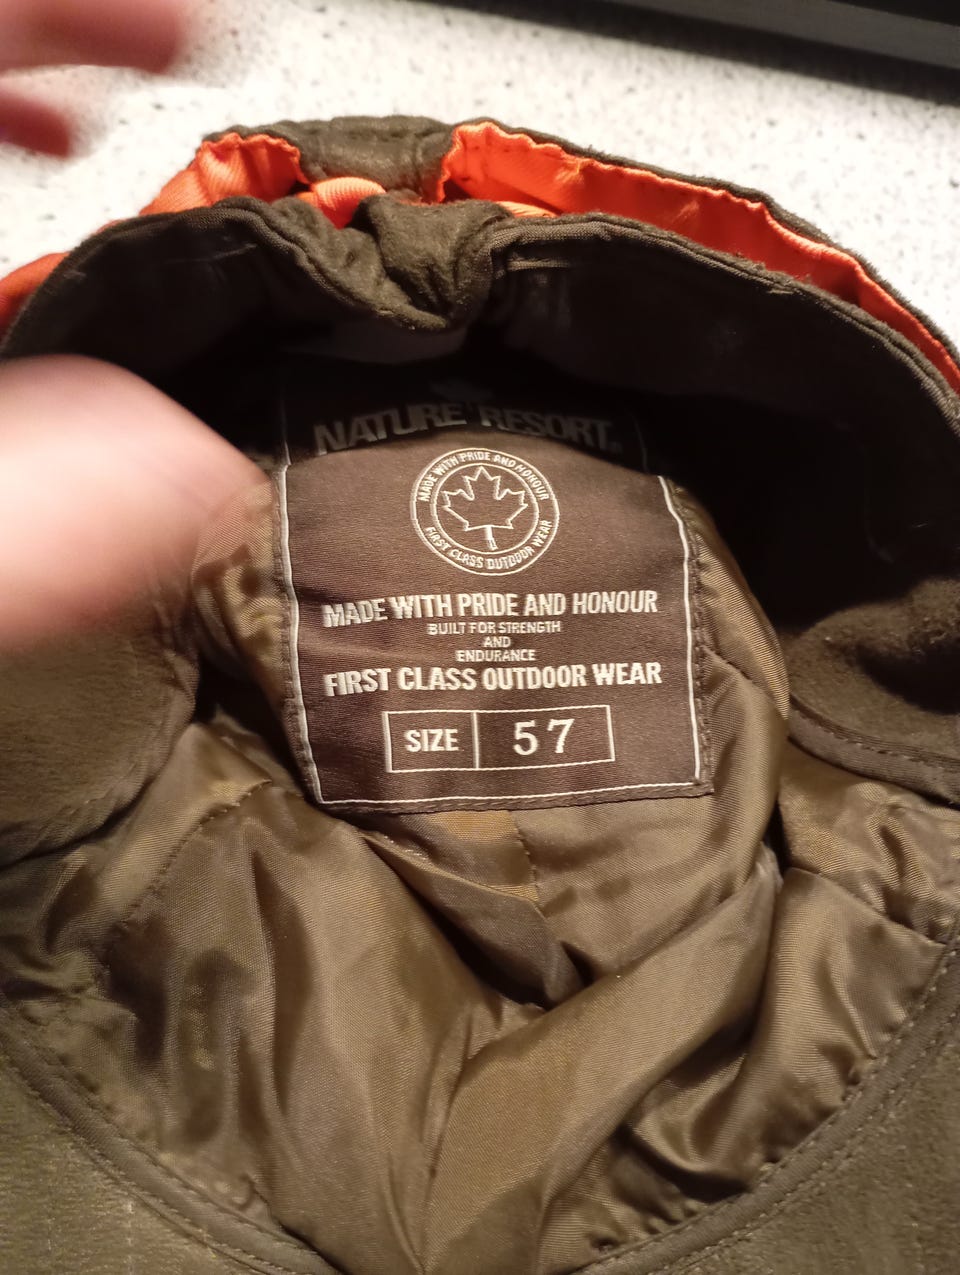 NATURE RESORT®
MADE WITH PRIDE AND HONOUR
FIRST CLASS OUTDOOR WEAR
MADE WITH PRIDE AND HONOUR
BUILT FOR STRENGTH
AND
ENDURANCE
FIRST CLASS OUTDOOR WEAR
SIZE 57